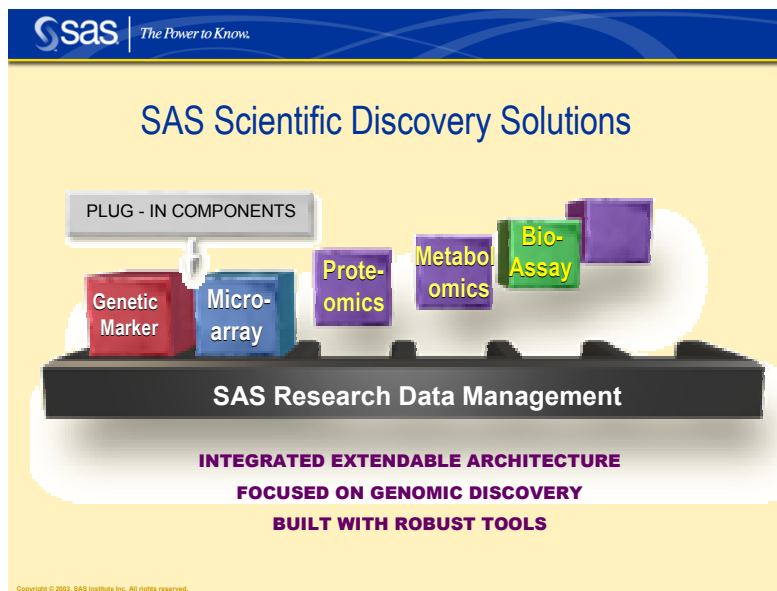 sas
The Power to Know.
SAS Scientific Discovery Solutions
PLUG - IN COMPONENTS
Genetic
Marker
Micro-
array
Prote-
omics
Metabol
omics
Bio-
Assay
SAS Research Data Management
INTEGRATED EXTENDABLE ARCHITECTURE
FOCUSED ON GENOMIC DISCOVERY
BUILT WITH ROBUST TOOLS
Copyright © 2003, SAS Institute Inc. All rights reserved.